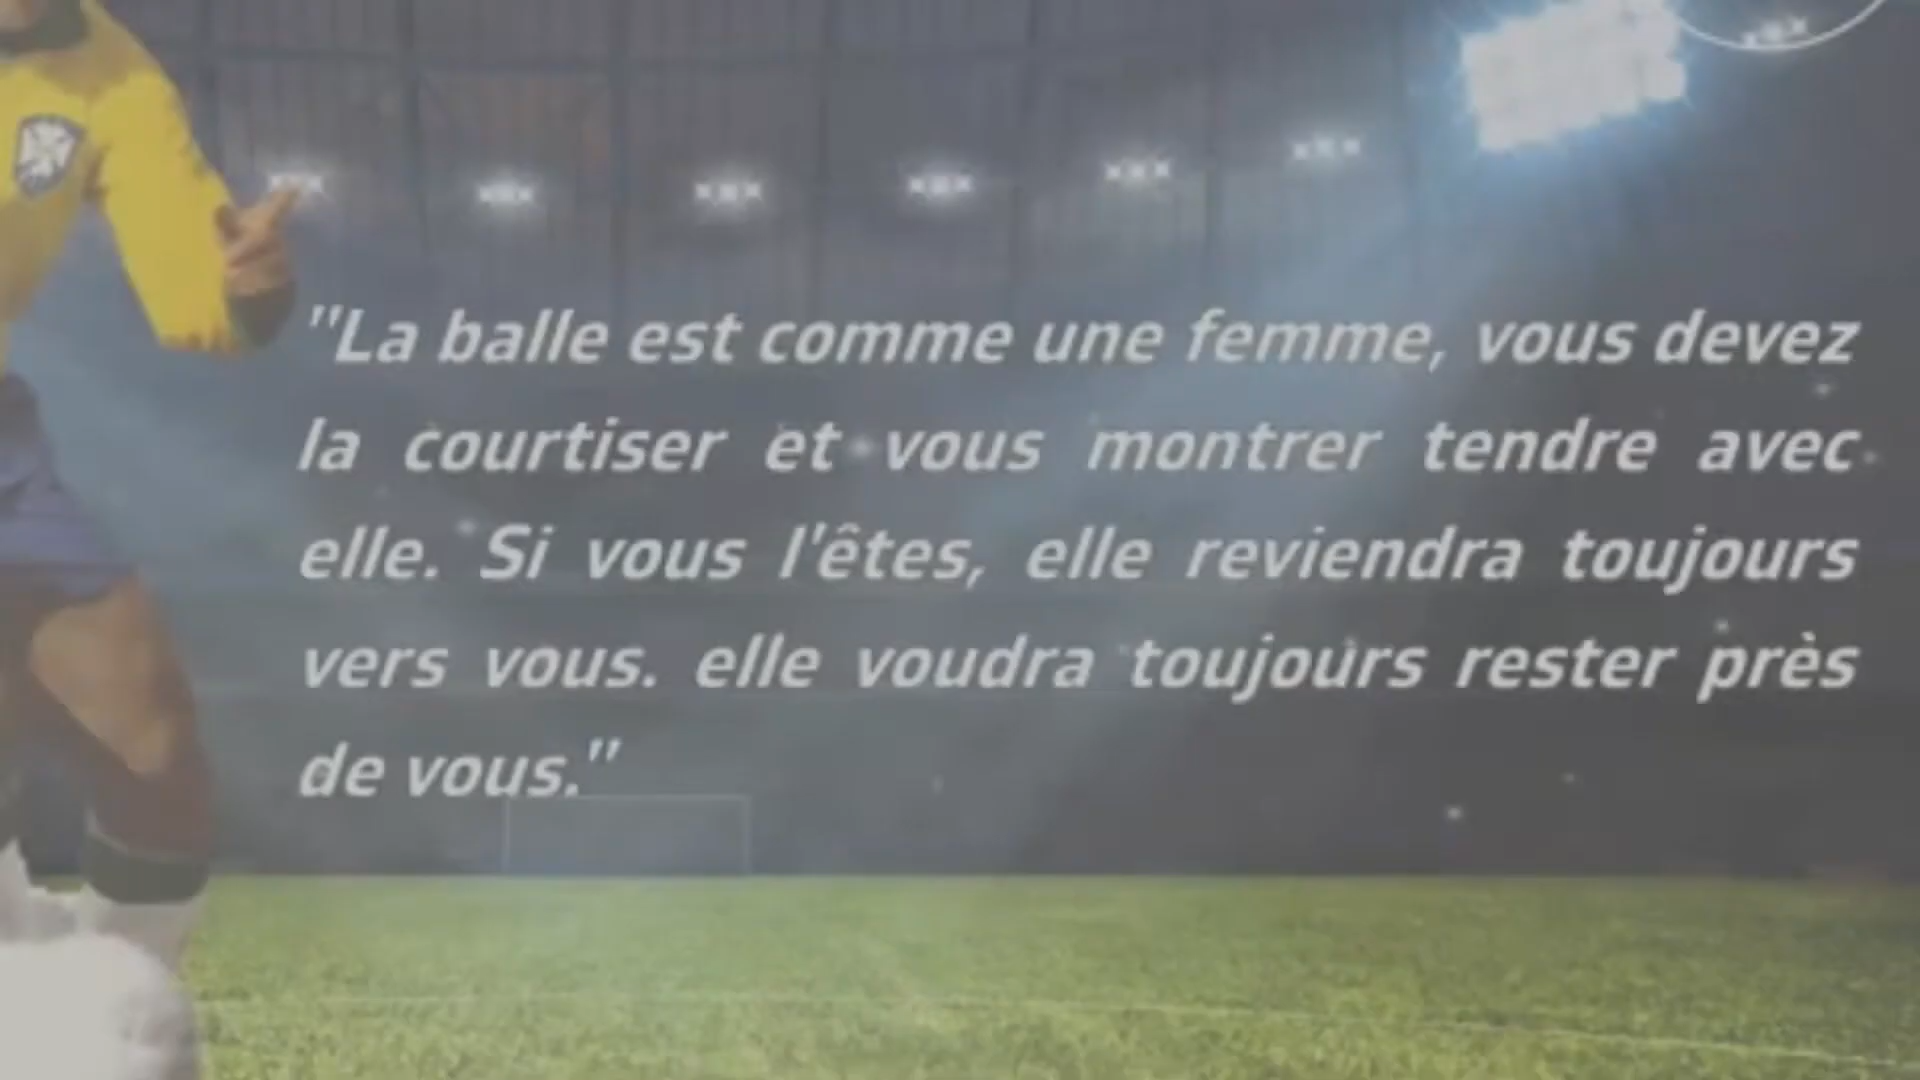 "La balle est comme une femme, vous devez
la courtiser et vous montrer tendre avec
elle. Si vous l'êtes, elle reviendra toujours
vers vous. elle voudra toujours rester près
de vous."